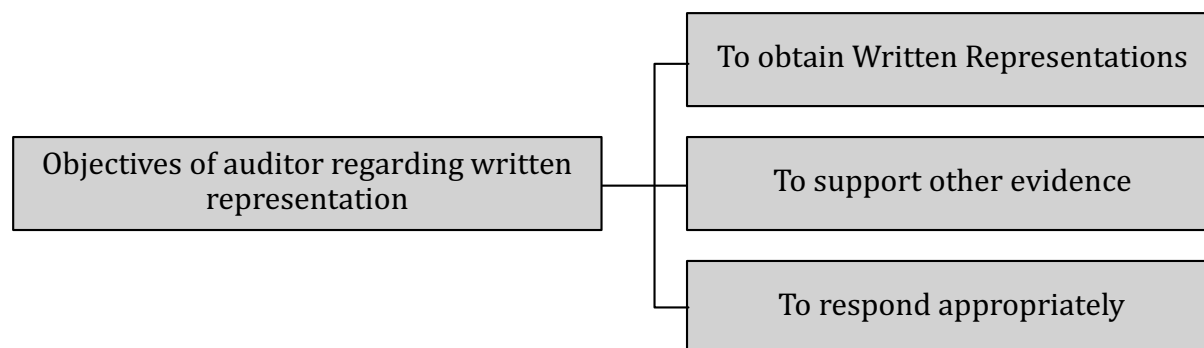 Objectives of auditor regarding written
representation
To obtain Written Representations
To support other evidence
To respond appropriately